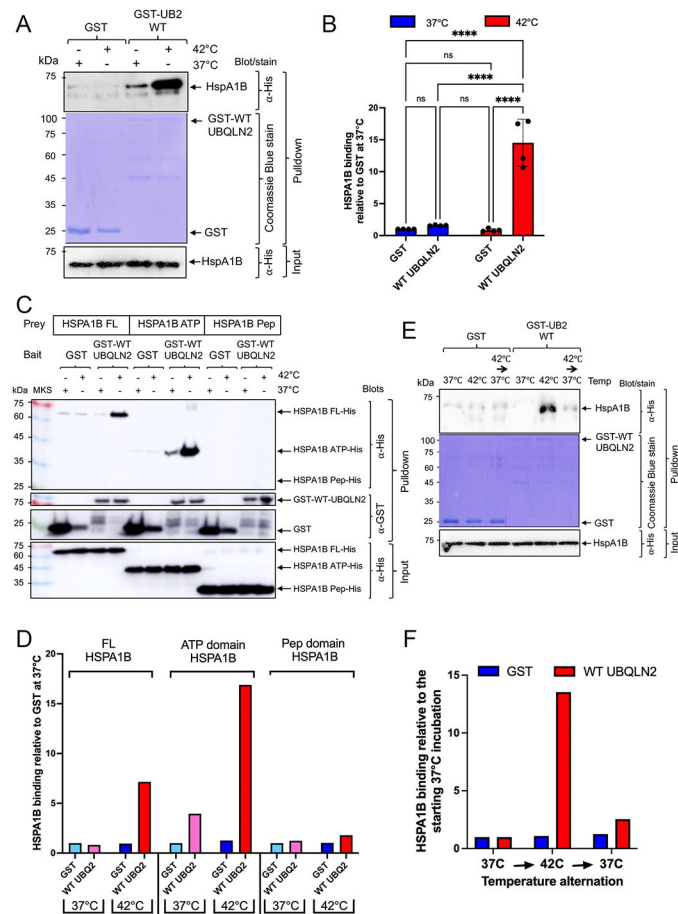 A
GST-UB2
GST WT
- + - + 42°C
kDa + - + - 37°C Blot/stain
75
HspA1B
α-His
100
75
60
45
35
25
GST-WT
UBQLN2
GST
Coomassie Blue stain
Pulldown
75
HspA1B
α-His
Input
B
37°C 42°C
****
ns
****
ns ns ****
HSPA1B binding
relative to GST at 37°C
20
15
10
5
0
GST
WT UBQLN2
GST
WT UBQLN2
C
Prey HSPA1B FL HSPA1B ATP HSPA1B Pep
Bait GST GST-WT UBQLN2 GST GST-WT UBQLN2 GST GST-WT UBQLN2
- + - + - + - + - + - + 42°C
kDa MKS + - + - + - + - + - + - 37°C
Blots
75
60
45
35
25
HSPA1B FL-His
HSPA1B ATP-His
HSPA1B Pep-His
α-His
Pulldown
100
GST-WT-UBQLN2
35
25
GST
α-GST
75
60
45
35
HSPA1B FL-His
HSPA1B ATP-His
HSPA1B Pep-His
α-His
Input
E
GST-UB2
GST WT
42°C 42°C
37°C 42°C 37°C 37°C 42°C 37°C Temp Blot/stain
kDa
75
HspA1B
α-His
100
75
60
45
35
25
GST-WT
UBQLN2
GST
Coomassie Blue stain
Pulldown
75
HspA1B
α-His
Input
D
FL
HSPA1B
ATP domain
HSPA1B
Pep domain
HSPA1B
HSPA1B binding relative to GST at 37°C
20
15
10
5
0
GST
WT UBQ2
GST
WT UBQ2
GST
WT UBQ2
GST
WT UBQ2
GST
WT UBQ2
GST
WT UBQ2
37°C 42°C 37°C 42°C 37°C 42°C
F
GST WT UBQLN2
HSPA1B binding relative to the
starting 37°C incubation
15
10
5
0
37C 42C 37C
Temperature alternation